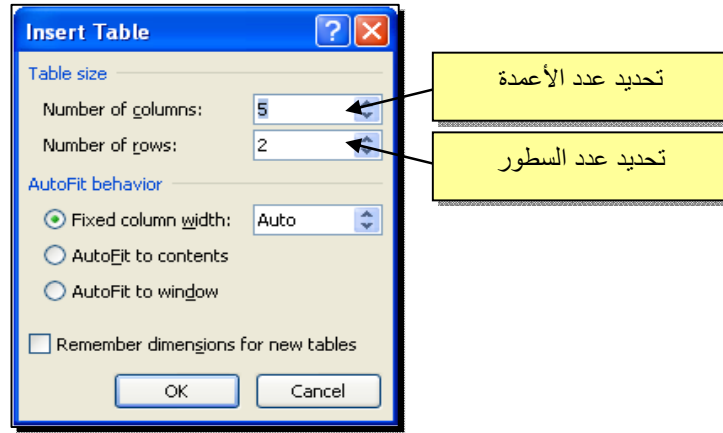 Insert Table
Table size
Number of columns: 5
Number of rows: 2
AutoFit behavior
Fixed column width: Auto
AutoFit to contents
AutoFit to window
Remember dimensions for new tables
OK Cancel
تحديد عدد الأعمدة
تحديد عدد السطور